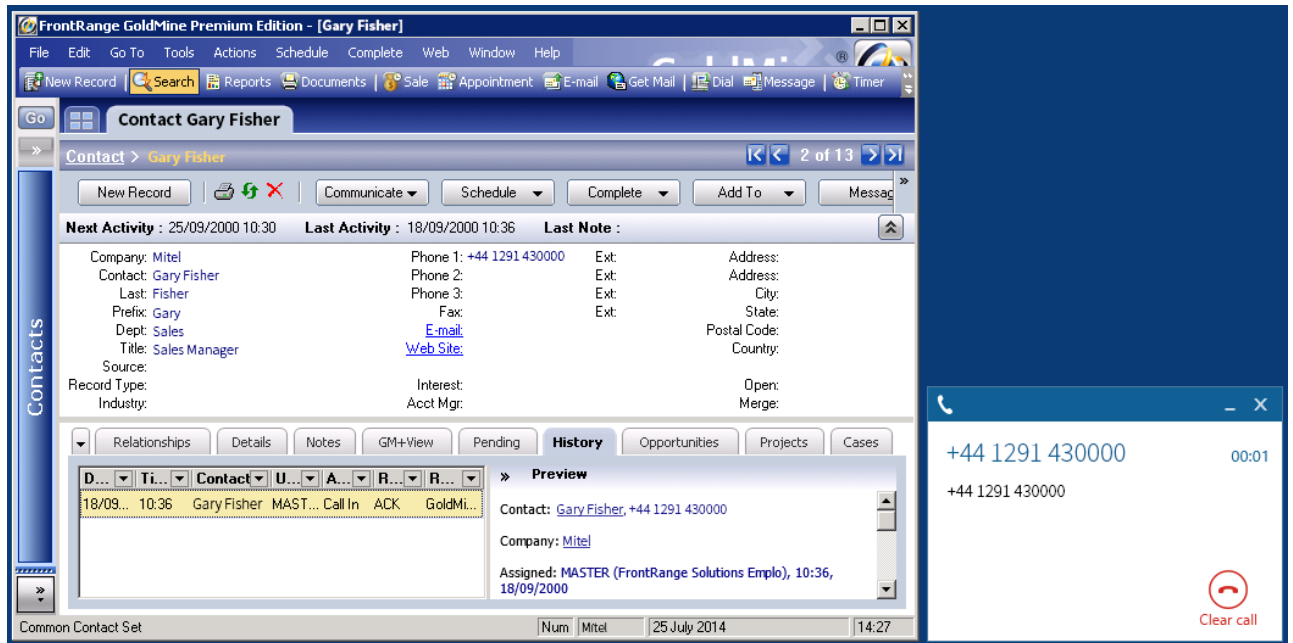 FrontRange GoldMine Premium Edition - [Gary Fisher]
File Edit Go To Tools Actions Schedule Complete Web Window Help
New Record Search Reports Documents Sale Appointment E-mail Get Mail Dial Message Timer
Go Contact Gary Fisher
» Contact > Gary Fisher 2 of 13
New Record Communicate Schedule Complete Add To Messag »
Next Activity : 25/09/2000 10:30 Last Activity : 18/09/2000 10:36 Last Note :
Company: Mitel Phone 1: +44 1291 430000 Ext: Address:
Contact: Gary Fisher Phone 2: Ext: Address:
Last: Fisher Phone 3: Ext: City:
Prefix: Gary Fax: Ext: State:
Dept: Sales E-mail: Postal Code:
Title: Sales Manager Web Site: Country:
Source:
Record Type: Interest: Open:
Industry: Acct Mgr: Merge:
Contacts
Relationships Details Notes GM+View Pending History Opportunities Projects Cases
D... Ti... Contact U... A... R... R... » Preview
18/09... 10:36 Gary Fisher MAST... Call In ACK GoldMi...
Contact: Gary Fisher, +44 1291 430000
Company: Mitel
Assigned: MASTER (FrontRange Solutions Emplo), 10:36,
18/09/2000
»
Common Contact Set Num Mitel 25 July 2014 14:27
+44 1291 430000 00:01
+44 1291 430000
Clear call